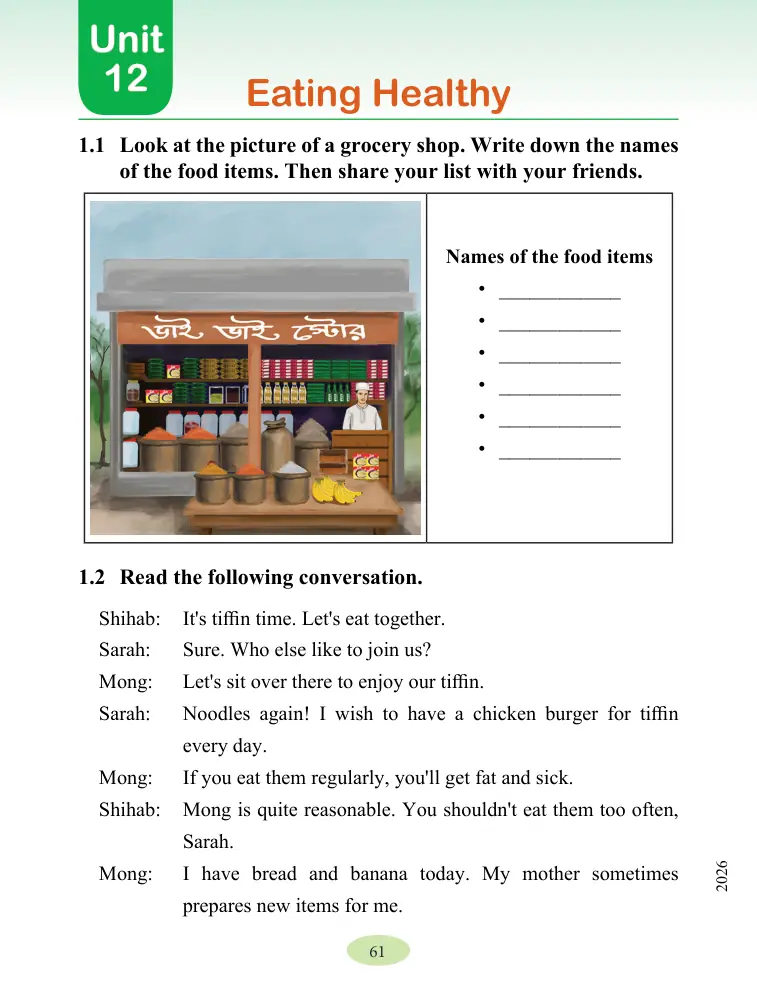 Unit
12
Eating Healthy
1.1 Look at the picture of a grocery shop. Write down the names
of the food items. Then share your list with your friends.
ভাই ভাই স্টোর
Names of the food items
• ____________
• ____________
• ____________
• ____________
• ____________
• ____________
1.2 Read the following conversation.
Shihab: It's tiffin time. Let's eat together.
Sarah: Sure. Who else like to join us?
Mong: Let's sit over there to enjoy our tiffin.
Sarah: Noodles again! I wish to have a chicken burger for tiffin
every day.
Mong: If you eat them regularly, you'll get fat and sick.
Shihab: Mong is quite reasonable. You shouldn't eat them too often,
Sarah.
Mong: I have bread and banana today. My mother sometimes
prepares new items for me.
2026
61